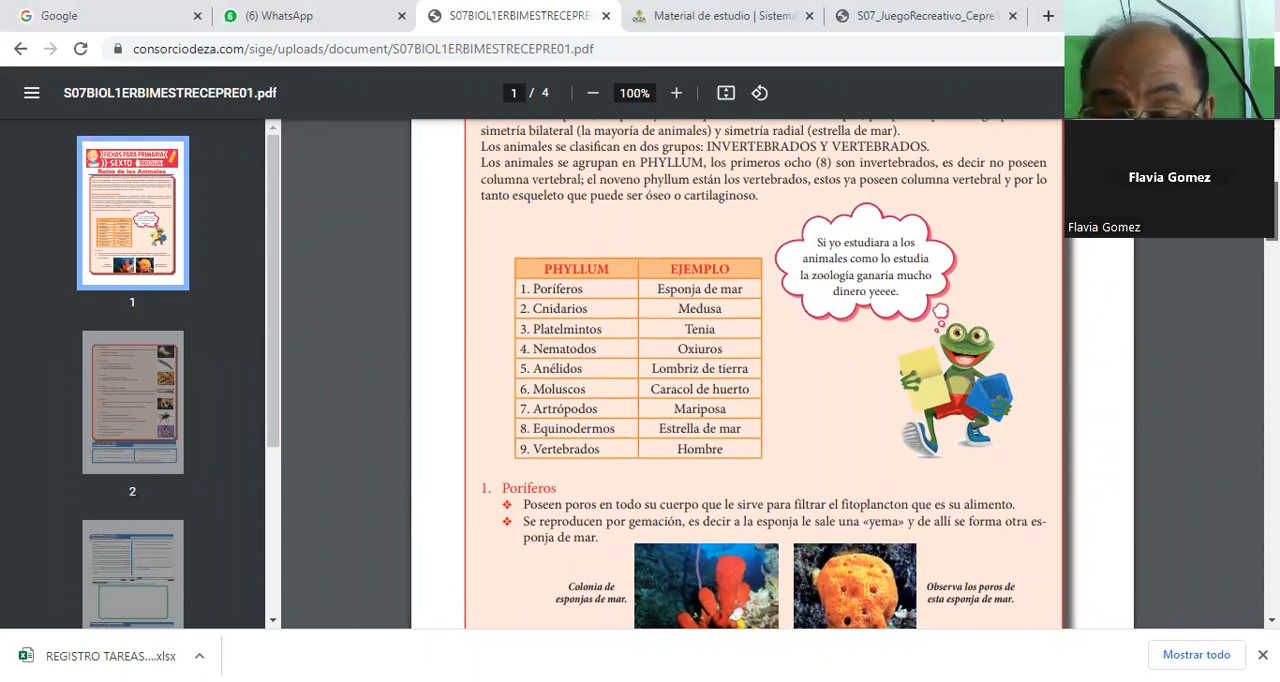 Google
(6) WhatsApp
S07BIOL1ERBIMESTRECEPRE
Material de estudio | Sistema
S07_JuegoRecreativo_Cepre
consorciodeza.com/sige/uploads/document/S07BIOL1ERBIMESTRECEPRE01.pdf
S07BIOL1ERBIMESTRECEPRE01.pdf
1 / 4
100%
FICHAS PARA PRIMARIA
SEXTO
Reino de los Animales
1
2
simetría bilateral (la mayoría de animales) y simetría radial (estrella de mar).
Los animales se clasifican en dos grupos: INVERTEBRADOS Y VERTEBRADOS.
Los animales se agrupan en PHYLLUM, los primeros ocho (8) son invertebrados, es decir no poseen
columna vertebral; el noveno phyllum están los vertebrados, estos ya poseen columna vertebral y por lo
tanto esqueleto que puede ser óseo o cartilaginoso.
Si yo estudiara a los
animales como lo estudia
la zoología ganaría mucho
dinero yeeee.
PHYLLUM EJEMPLO
1. Poríferos Esponja de mar
2. Cnidarios Medusa
3. Platelmintos Tenia
4. Nematodos Oxiuros
5. Anélidos Lombriz de tierra
6. Moluscos Caracol de huerto
7. Artrópodos Mariposa
8. Equinodermos Estrella de mar
9. Vertebrados Hombre
1. Poríferos
❖ Poseen poros en todo su cuerpo que le sirve para filtrar el fitoplancton que es su alimento.
❖ Se reproducen por gemación, es decir a la esponja le sale una «yema» y de allí se forma otra es-
ponja de mar.
Colonia de
esponjas de mar.
Observa los poros de
esta esponja de mar.
Flavia Gomez
Flavia Gomez
REGISTRO TAREAS....xlsx
Mostrar todo